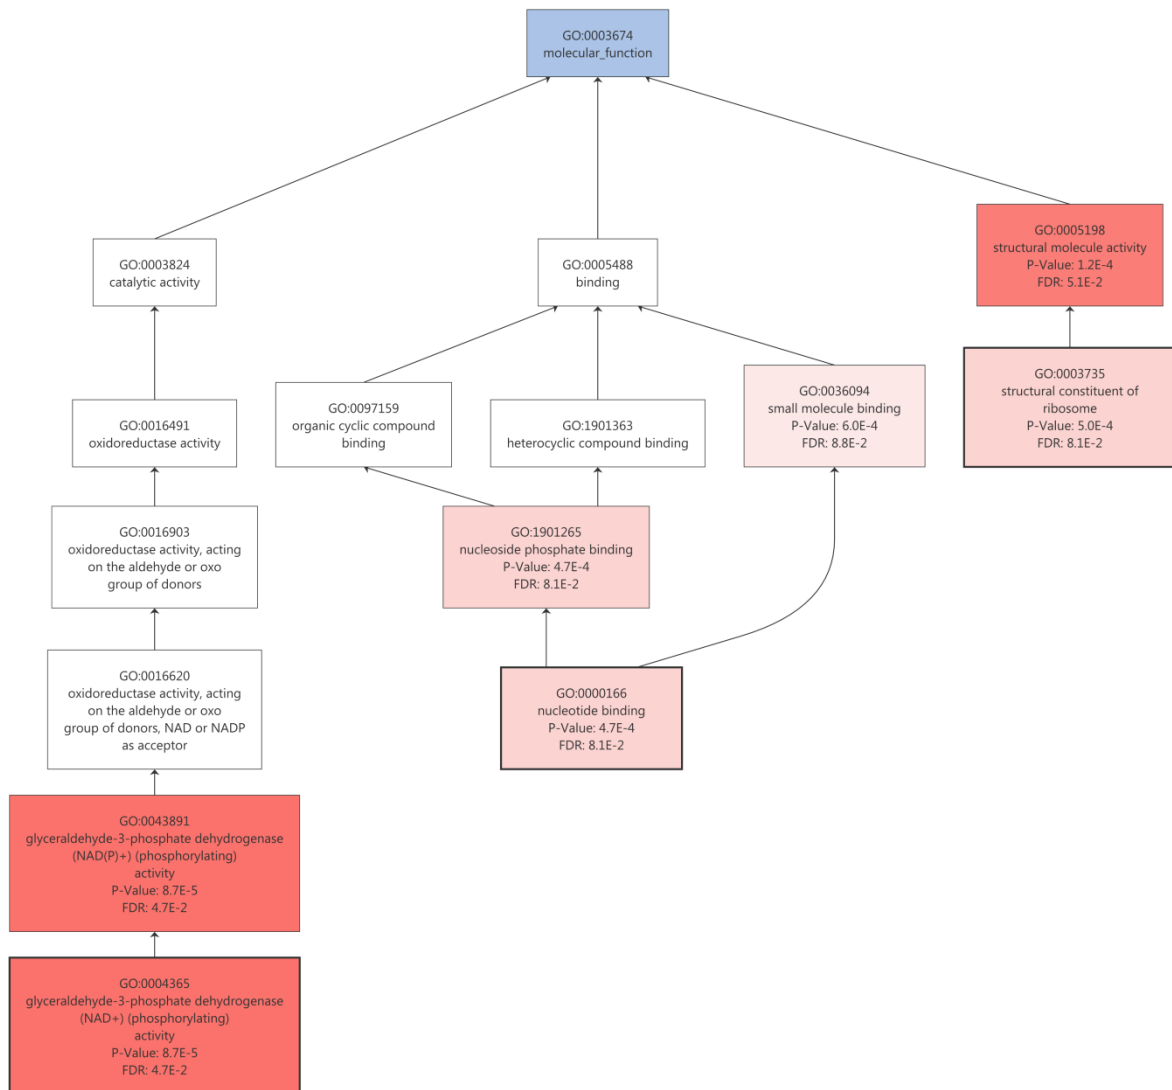 GO:0003674
molecular_function
GO:0005198
structural molecule activity
P-Value: 1.2E-4
FDR: 5.1E-2
GO:0003824
catalytic activity
GO:0005488
binding
GO:0003735
structural constituent of
ribosome
P-Value: 5.0E-4
FDR: 8.1E-2
GO:0036094
small molecule binding
P-Value: 6.0E-4
FDR: 8.8E-2
GO:0097159
organic cyclic compound
binding
GO:1901363
heterocyclic compound binding
GO:0016491
oxidoreductase activity
GO:0016903
oxidoreductase activity, acting
on the aldehyde or oxo
group of donors
GO:1901265
nucleoside phosphate binding
P-Value: 4.7E-4
FDR: 8.1E-2
GO:0016620
oxidoreductase activity, acting
on the aldehyde or oxo
group of donors, NAD or NADP
as acceptor
GO:0000166
nucleotide binding
P-Value: 4.7E-4
FDR: 8.1E-2
GO:0043891
glyceraldehyde-3-phosphate dehydrogenase
(NAD(P)+) (phosphorylating)
activity
P-Value: 8.7E-5
FDR: 4.7E-2
GO:0004365
glyceraldehyde-3-phosphate dehydrogenase
(NAD+) (phosphorylating)
activity
P-Value: 8.7E-5
FDR: 4.7E-2